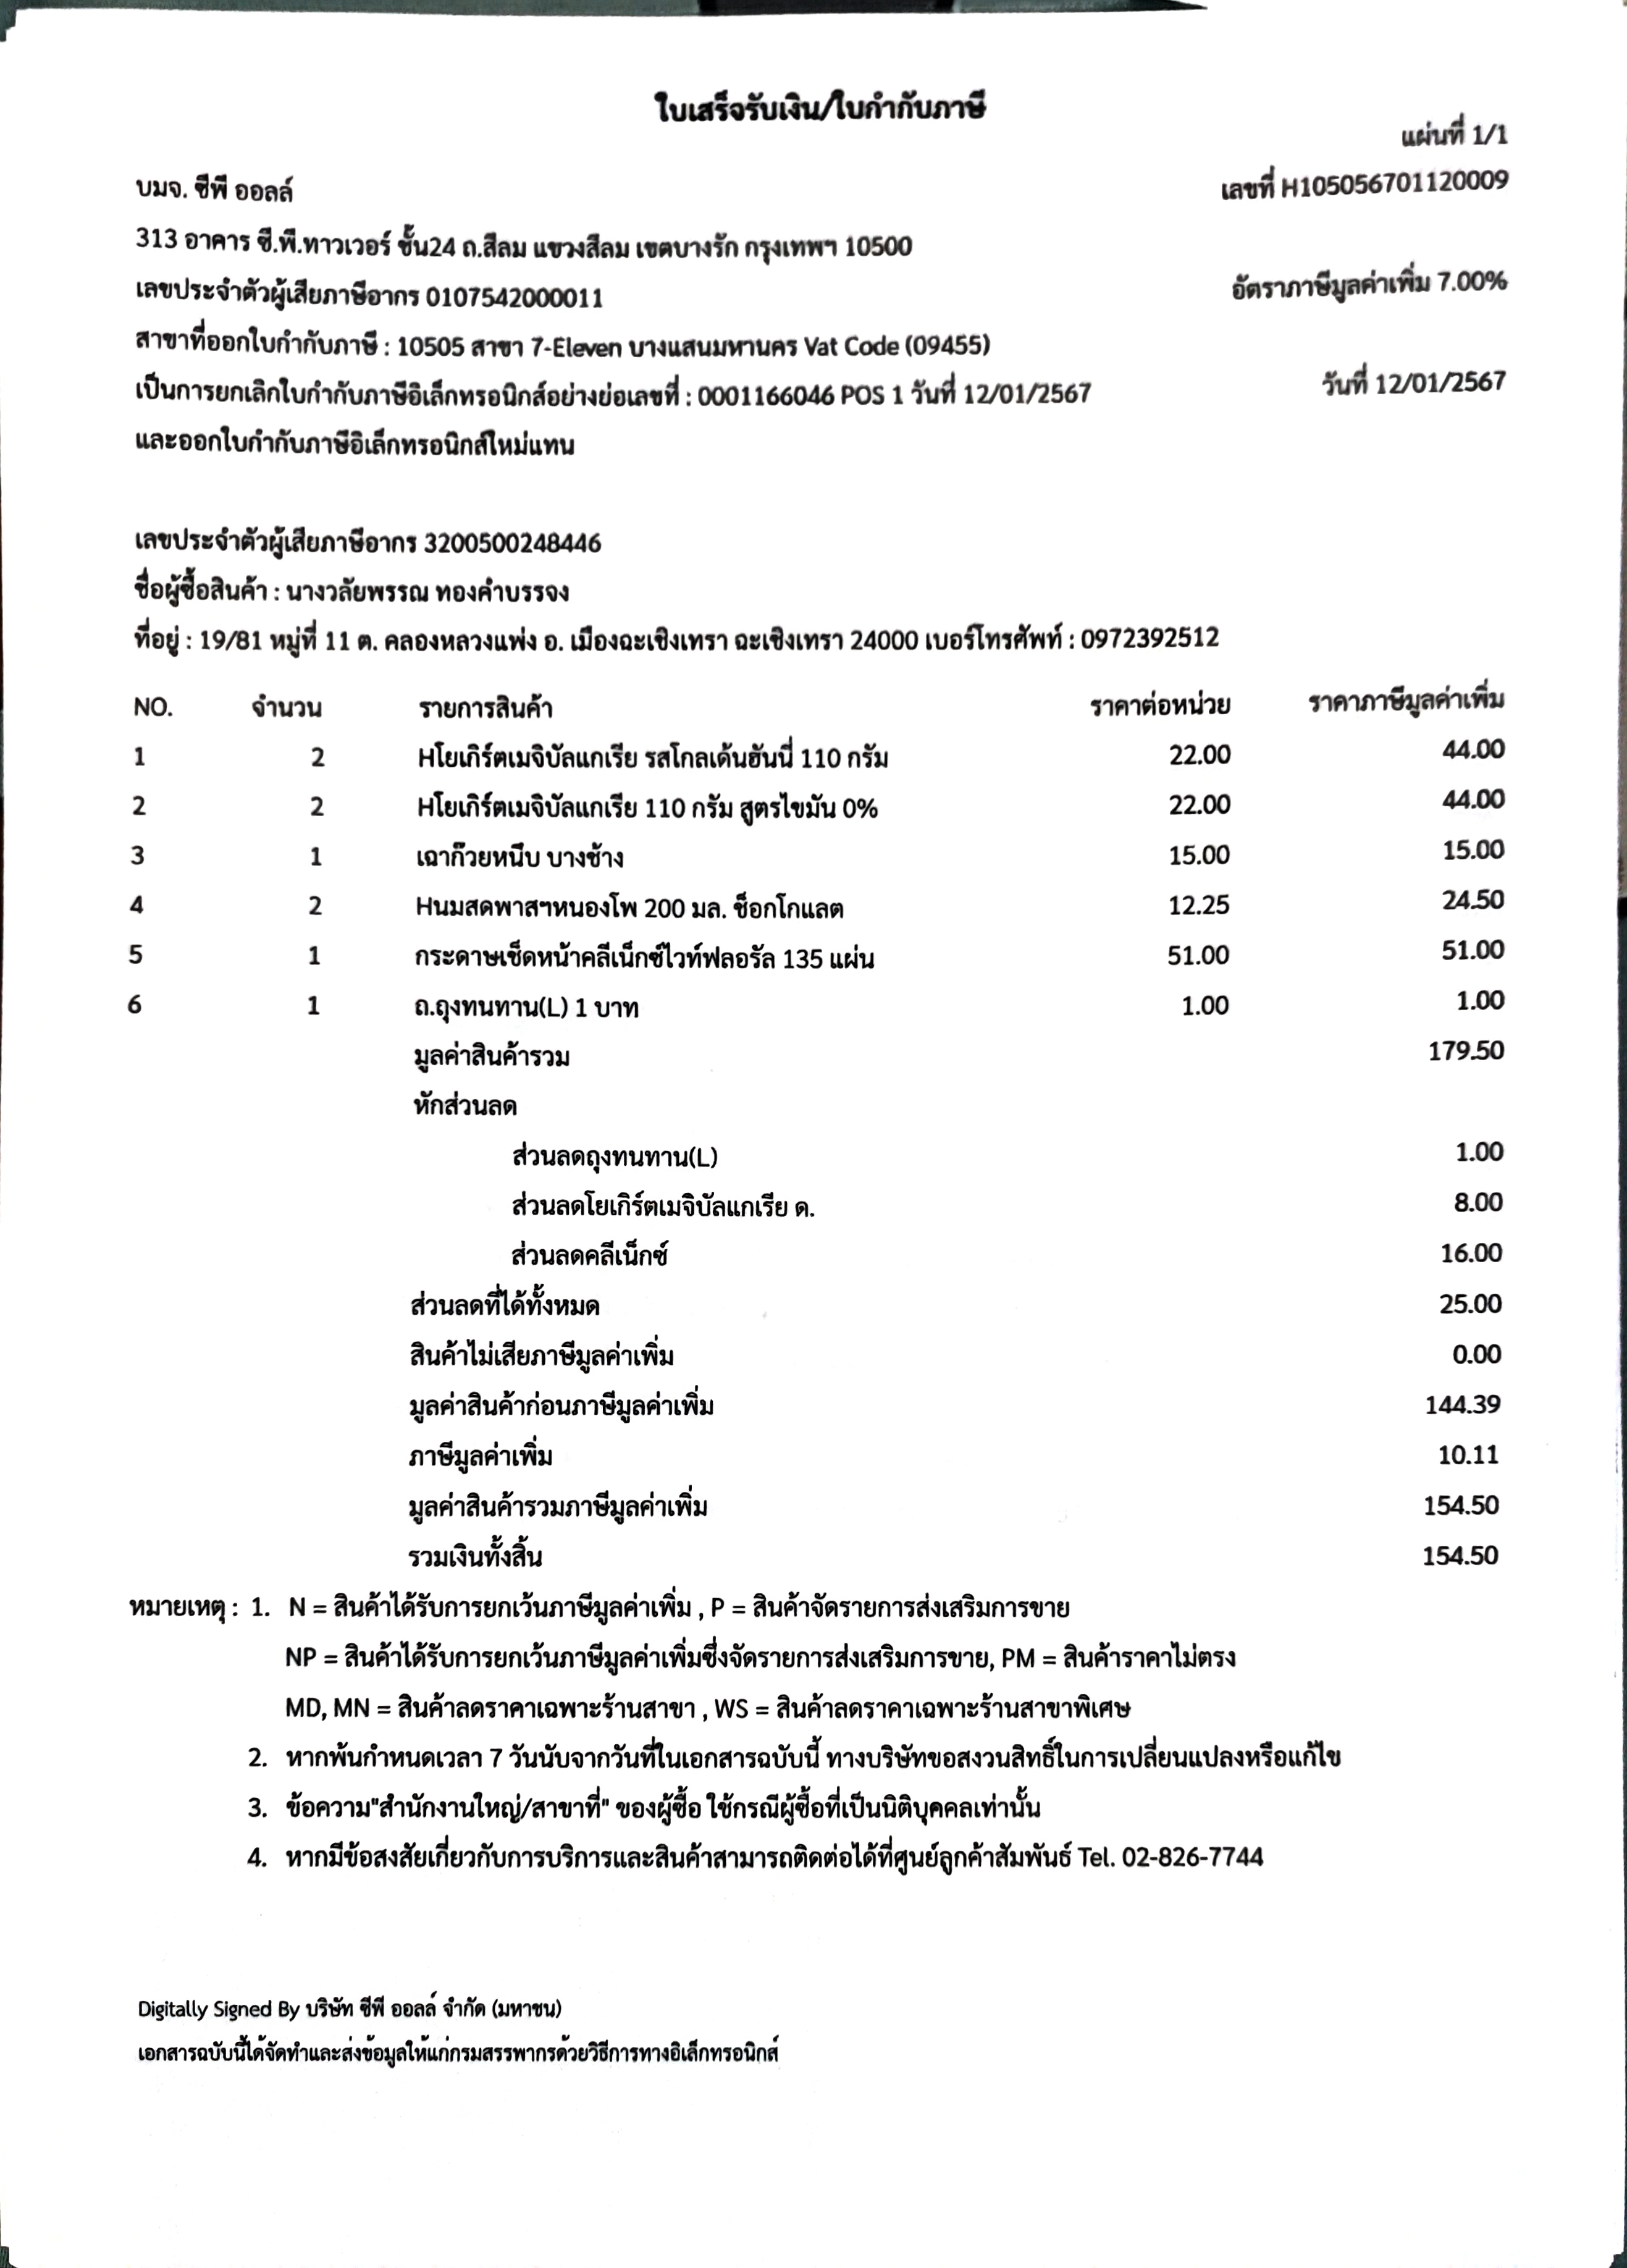 ใบเสร็จรับเงิน/ใบกำกับภาษี
แผ่นที่ 1/1
บมจ. ซีพี ออลล์ เลขที่ H105056701120009
313 อาคาร ซี.พี.ทาวเวอร์ ชั้น24 ถ.สีลม แขวงสีลม เขตบางรัก กรุงเทพฯ 10500
เลขประจำตัวผู้เสียภาษีอากร 0107542000011 อัตราภาษีมูลค่าเพิ่ม 7.00%
สาขาที่ออกใบกำกับภาษี : 10505 สาขา 7-Eleven บางแสนมหานคร Vat Code (09455)
เป็นการยกเลิกใบกำกับภาษีอิเล็กทรอนิกส์อย่างย่อเลขที่ : 0001166046 POS 1 วันที่ 12/01/2567 วันที่ 12/01/2567
และออกใบกำกับภาษีอิเล็กทรอนิกส์ใหม่แทน
เลขประจำตัวผู้เสียภาษีอากร 3200500248446
ชื่อผู้ซื้อสินค้า : นางวลัยพรรณ ทองคำบรรจง
ที่อยู่ : 19/81 หมู่ที่ 11 ต. คลองหลวงแพ่ง อ. เมืองฉะเชิงเทรา ฉะเชิงเทรา 24000 เบอร์โทรศัพท์ : 0972392512
NO. จำนวน รายการสินค้า ราคาต่อหน่วย ราคาภาษีมูลค่าเพิ่ม
1 2 Hโยเกิร์ตเมจิบัลแกเรีย รสโกลเด้นฮันนี่ 110 กรัม 22.00 44.00
2 2 Hโยเกิร์ตเมจิบัลแกเรีย 110 กรัม สูตรไขมัน 0% 22.00 44.00
3 1 เฉาก๊วยหนึบ บางช้าง 15.00 15.00
4 2 Hนมสดพาสฯหนองโพ 200 มล. ช็อกโกแลต 12.25 24.50
5 1 กระดาษเช็ดหน้าคลีเน็กซ์ไวท์ฟลอรัล 135 แผ่น 51.00 51.00
6 1 ถ.ถุงทนทาน(L) 1 บาท 1.00 1.00
มูลค่าสินค้ารวม 179.50
หักส่วนลด
ส่วนลดถุงทนทาน(L) 1.00
ส่วนลดโยเกิร์ตเมจิบัลแกเรีย ด. 8.00
ส่วนลดคลีเน็กซ์ 16.00
ส่วนลดที่ได้ทั้งหมด 25.00
สินค้าไม่เสียภาษีมูลค่าเพิ่ม 0.00
มูลค่าสินค้าก่อนภาษีมูลค่าเพิ่ม 144.39
ภาษีมูลค่าเพิ่ม 10.11
มูลค่าสินค้ารวมภาษีมูลค่าเพิ่ม 154.50
รวมเงินทั้งสิ้น 154.50
หมายเหตุ : 1. N = สินค้าได้รับการยกเว้นภาษีมูลค่าเพิ่ม , P = สินค้าจัดรายการส่งเสริมการขาย
NP = สินค้าได้รับการยกเว้นภาษีมูลค่าเพิ่มซึ่งจัดรายการส่งเสริมการขาย, PM = สินค้าราคาไม่ตรง
MD, MN = สินค้าลดราคาเฉพาะร้านสาขา , WS = สินค้าลดราคาเฉพาะร้านสาขาพิเศษ
2. หากพ้นกำหนดเวลา 7 วันนับจากวันที่ในเอกสารฉบับนี้ ทางบริษัทขอสงวนสิทธิ์ในการเปลี่ยนแปลงหรือแก้ไข
3. ข้อความ"สำนักงานใหญ่/สาขาที่" ของผู้ซื้อ ใช้กรณีผู้ซื้อที่เป็นนิติบุคคลเท่านั้น
4. หากมีข้อสงสัยเกี่ยวกับการบริการและสินค้าสามารถติดต่อได้ที่ศูนย์ลูกค้าสัมพันธ์ Tel. 02-826-7744
Digitally Signed By บริษัท ซีพี ออลล์ จำกัด (มหาชน)
เอกสารฉบับนี้ได้จัดทำและส่งข้อมูลให้แก่กรมสรรพากรด้วยวิธีการทางอิเล็กทรอนิกส์